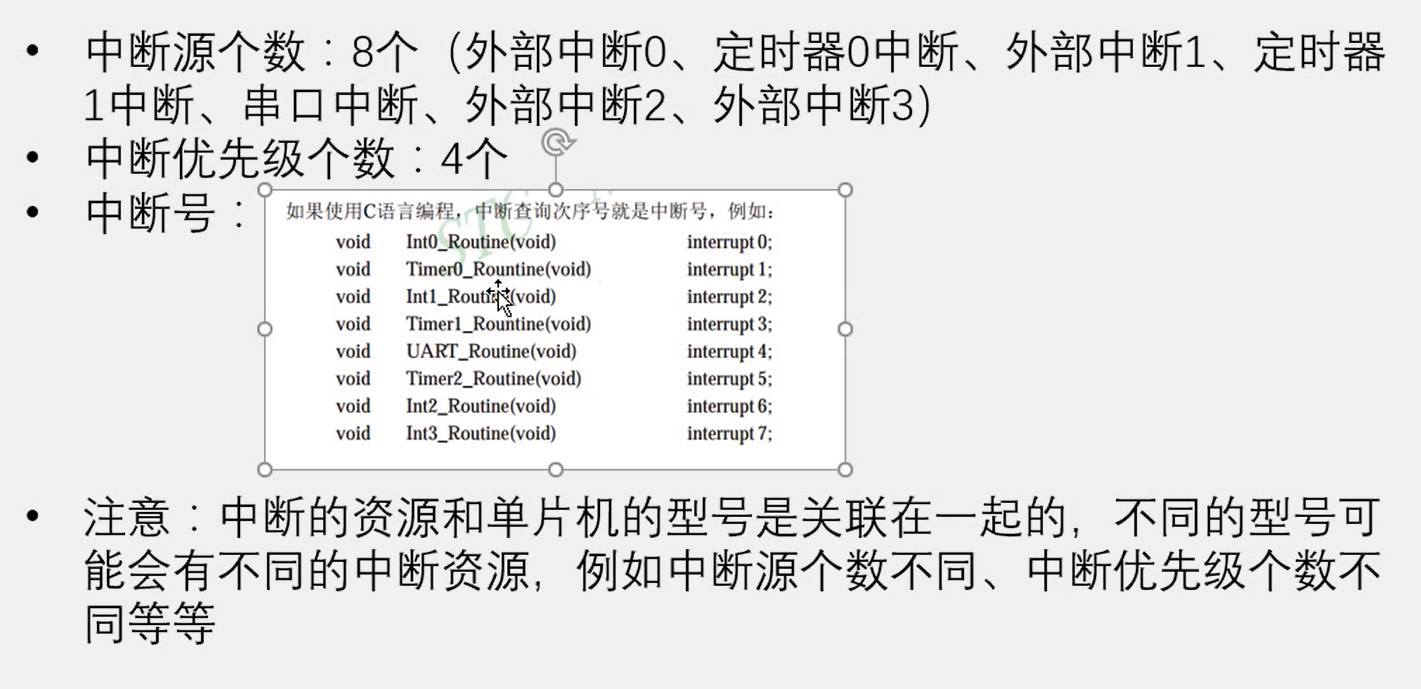 • 中断源个数：8个（外部中断0、定时器0中断、外部中断1、定时器
1中断、串口中断、外部中断2、外部中断3）
• 中断优先级个数：4个
• 中断号：
如果使用C语言编程，中断查询次序号就是中断号，例如：
void Int0_Routine(void) interrupt 0;
void Timer0_Rountine(void) interrupt 1;
void Int1_Routine(void) interrupt 2;
void Timer1_Rountine(void) interrupt 3;
void UART_Routine(void) interrupt 4;
void Timer2_Routine(void) interrupt 5;
void Int2_Routine(void) interrupt 6;
void Int3_Routine(void) interrupt 7;
• 注意：中断的资源和单片机的型号是关联在一起的，不同的型号可
能会有不同的中断资源，例如中断源个数不同、中断优先级个数不
同等等